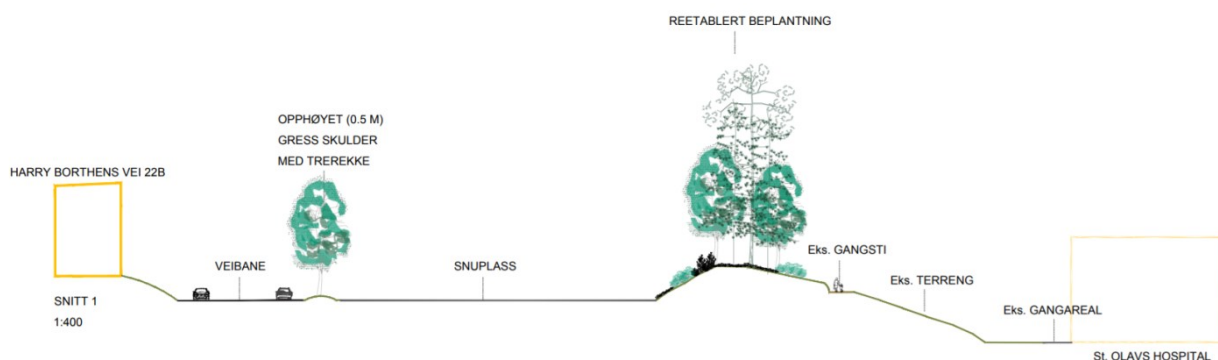 REETABLERT BEPLANTNING
OPPHØYET (0.5 M)
GRESS SKULDER
MED TREREKKE
HARRY BORTHENS VEI 22B
VEIBANE
SNUPLASS
Eks. GANGSTI
Eks. TERRENG
SNITT 1
1:400
Eks. GANGAREAL
St. OLAVS HOSPITAL